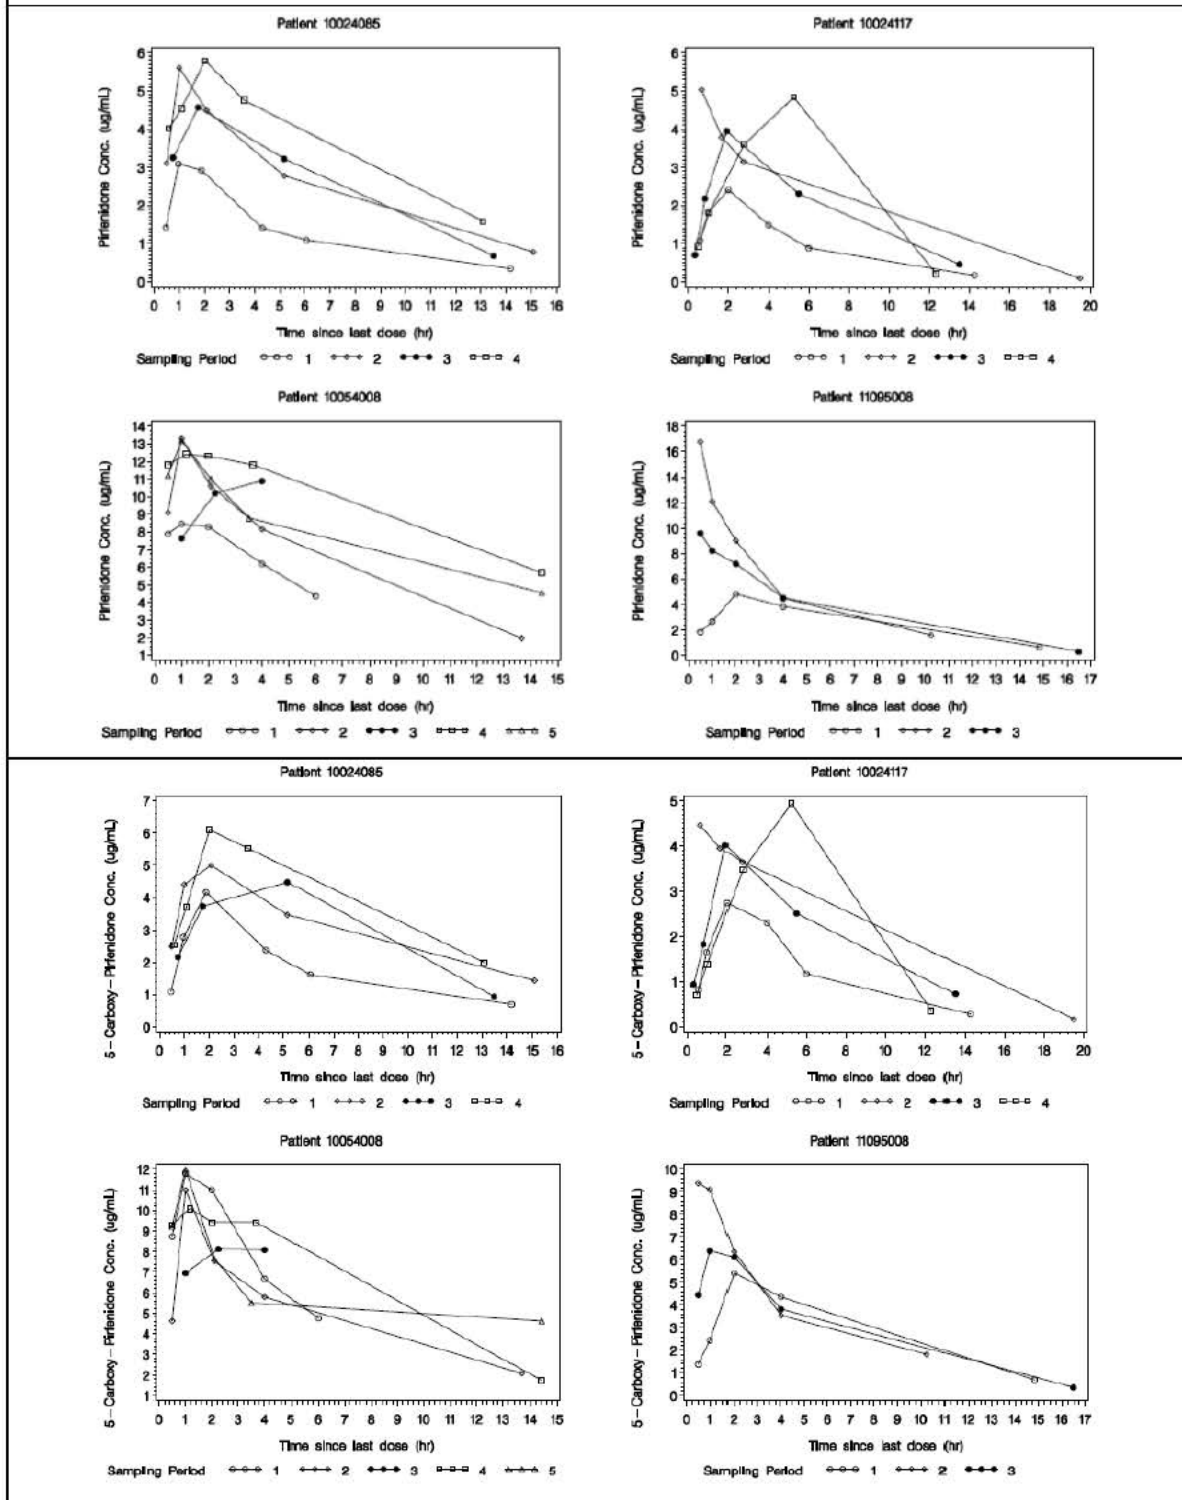 Patient 10024085
Patient 10024117
Pirfenidone Conc. (ug/mL)
6
5
4
3
2
1
0
0 1 2 3 4 5 6 7 8 9 10 11 12 13 14 15 16
Time since last dose (hr)
Sampling Period 1 2 3 4
Pirfenidone Conc. (ug/mL)
6
5
4
3
2
1
0
0 2 4 6 8 10 12 14 16 18 20
Time since last dose (hr)
Sampling Period 1 2 3 4
Patient 10054008
Patient 11095008
Pirfenidone Conc. (ug/mL)
14
13
12
11
10
9
8
7
6
5
4
3
2
1
0 1 2 3 4 5 6 7 8 9 10 11 12 13 14 15
Time since last dose (hr)
Sampling Period 1 2 3 4 5
Pirfenidone Conc. (ug/mL)
18
16
14
12
10
8
6
4
2
0
0 1 2 3 4 5 6 7 8 9 10 11 12 13 14 15 16 17
Time since last dose (hr)
Sampling Period 1 2 3
Patient 10024085
Patient 10024117
5-Carboxy-Pirfenidone Conc. (ug/mL)
7
6
5
4
3
2
1
0
0 1 2 3 4 5 6 7 8 9 10 11 12 13 14 15 16
Time since last dose (hr)
Sampling Period 1 2 3 4
5-Carboxy-Pirfenidone Conc. (ug/mL)
5
4
3
2
1
0
0 2 4 6 8 10 12 14 16 18 20
Time since last dose (hr)
Sampling Period 1 2 3 4
Patient 10054008
Patient 11095008
5-Carboxy-Pirfenidone Conc. (ug/mL)
12
11
10
9
8
7
6
5
4
3
2
1
0 1 2 3 4 5 6 7 8 9 10 11 12 13 14 15
Time since last dose (hr)
Sampling Period 1 2 3 4 5
5-Carboxy-Pirfenidone Conc. (ug/mL)
10
9
8
7
6
5
4
3
2
1
0
0 1 2 3 4 5 6 7 8 9 10 11 12 13 14 15 16 17
Time since last dose (hr)
Sampling Period 1 2 3